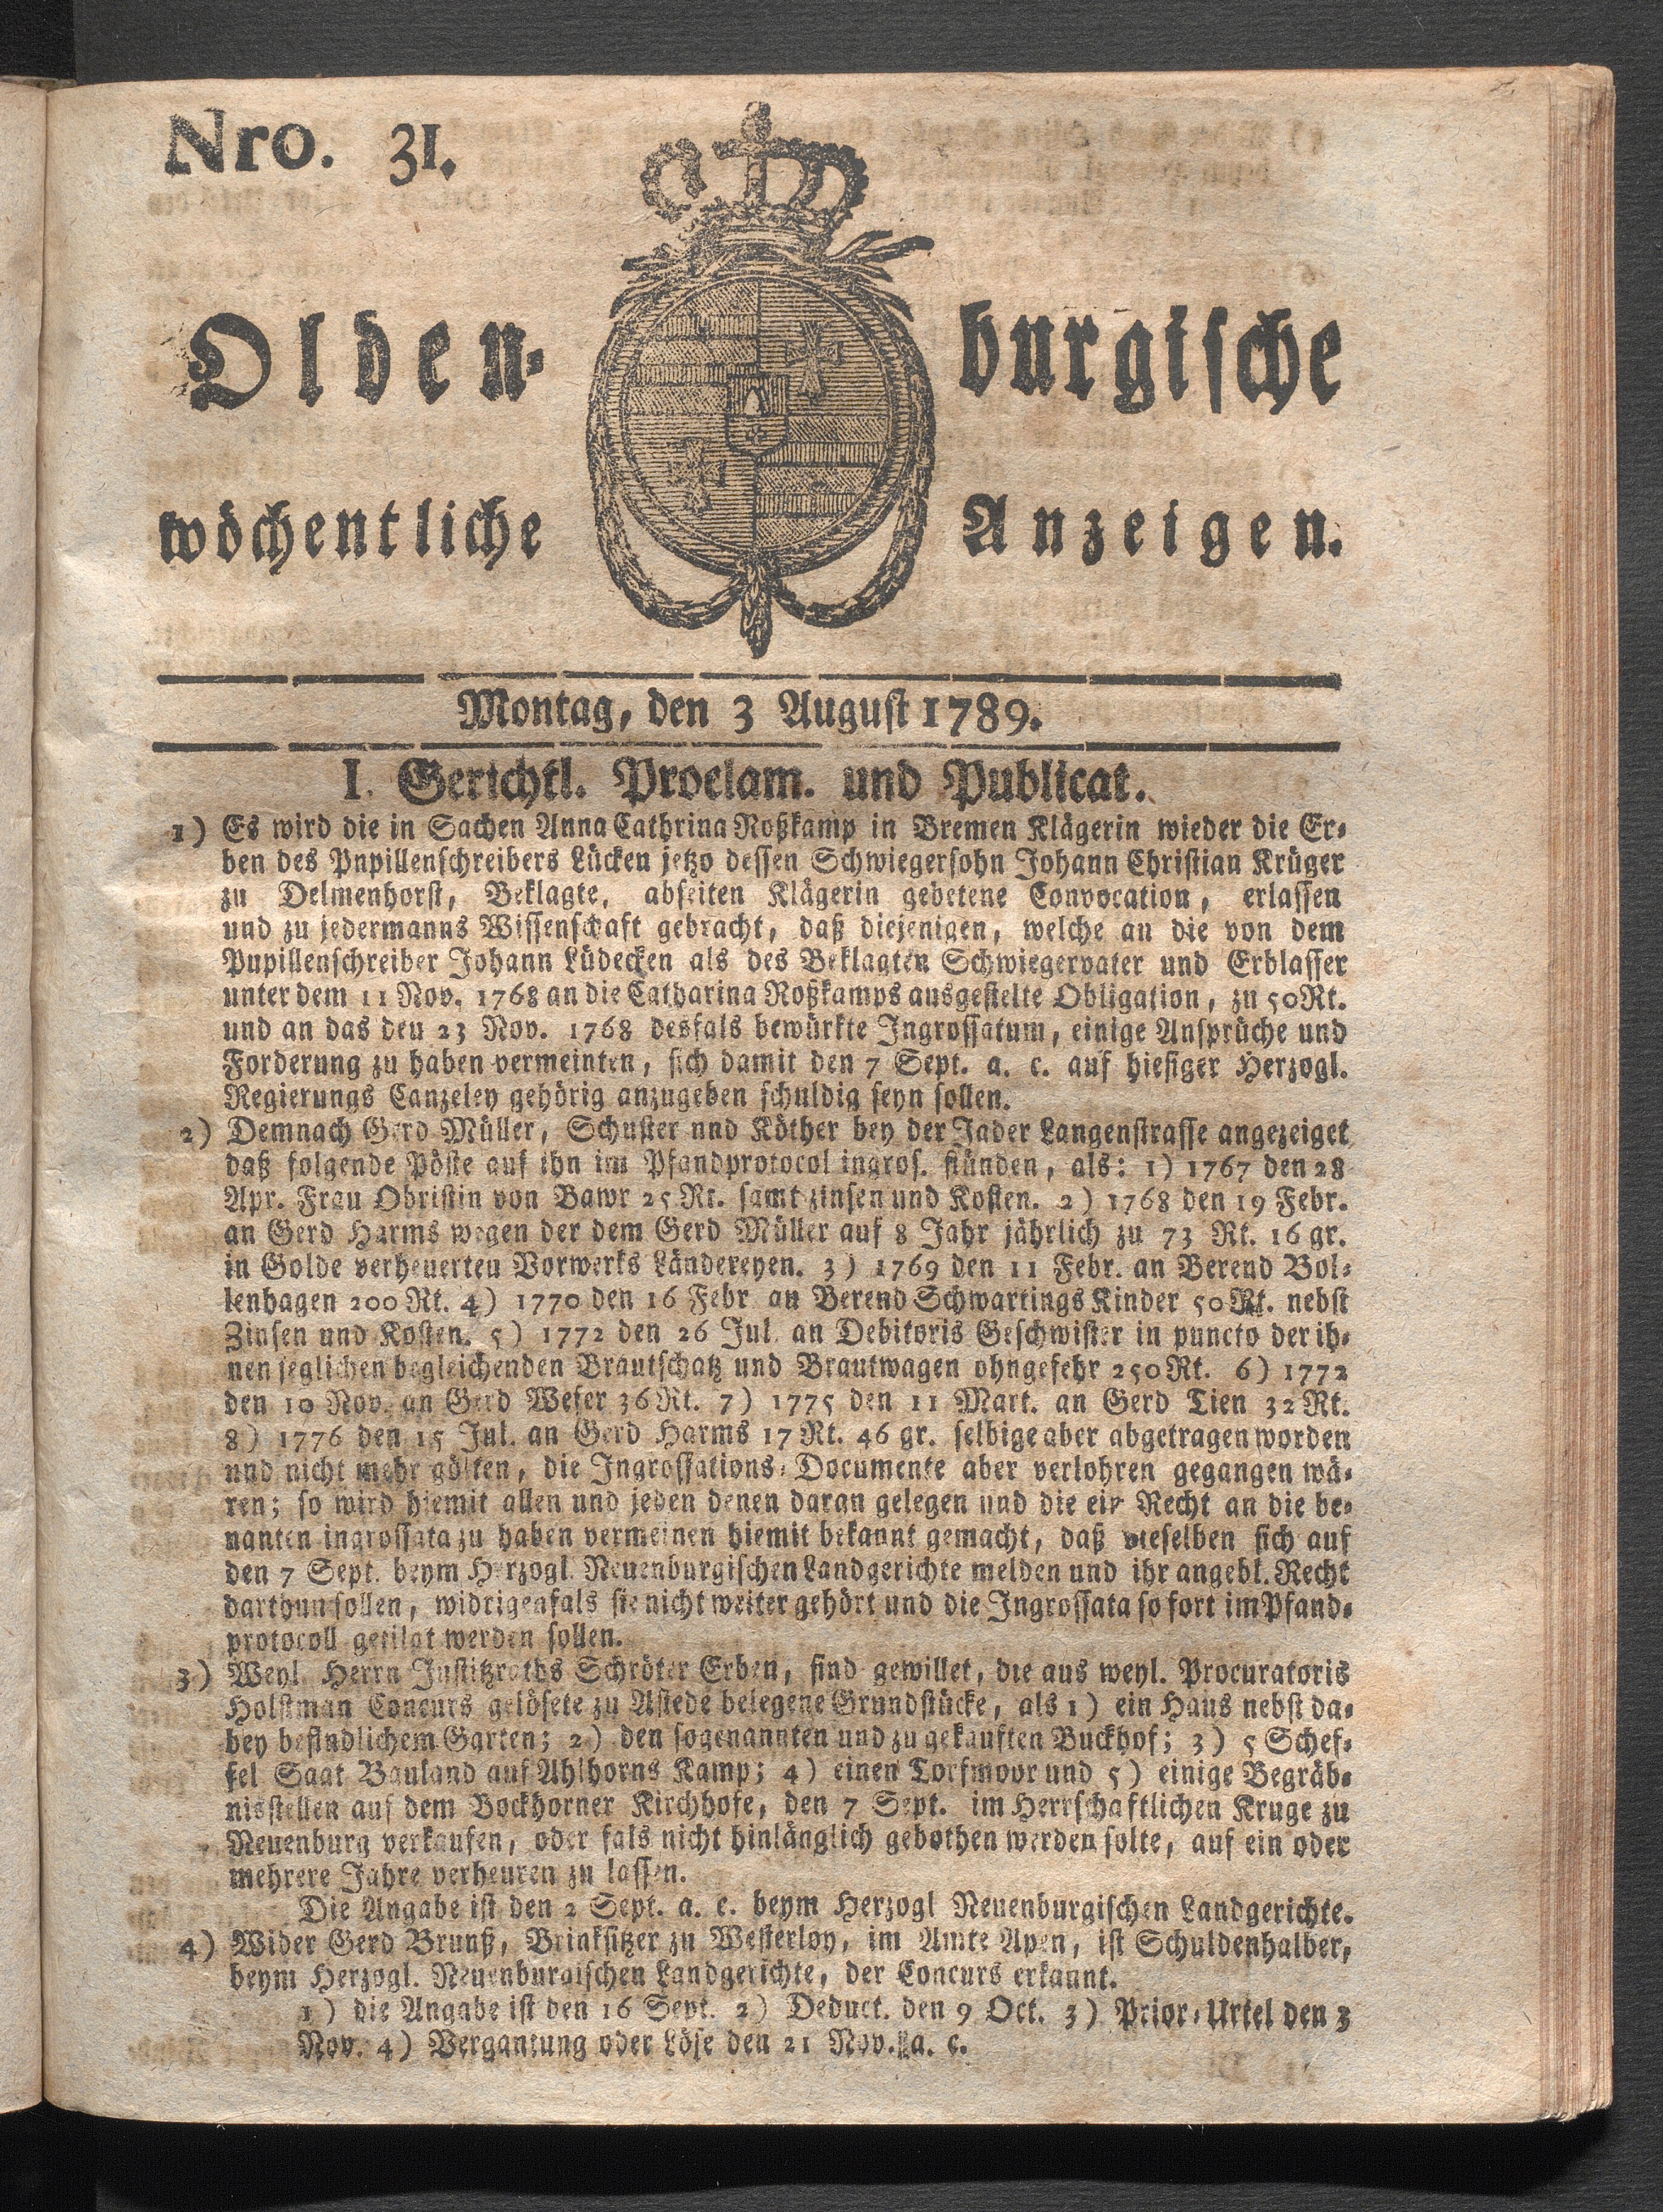 Nro. 31.
Olden- burgische
wöchentliche Anzeigen.
Montag, den 3 August 1789.
I. Gerichtl. Proelam. und Publicat.
1) Es wird die in Sachen Anna Cathrina Roßkamp in Bremen Klägerin wieder die Er-
ben des Pnpillenschreibers Lücken jetzo dessen Schwiegersohn Johann Christian Krüger
zu Delmenhorst, Beklagte, abseiten Klägerin gebetene Convocation, erlassen
und zu jedermanns Wissenschaft gebracht, daß diejenigen, welche an die von dem
Pupillenschreiber Johann Lüdecken als des Beklagten Schwiegervater und Erblasser
unter dem 11 Nov. 1768 an die Catharina Roßkamps ausgestelte Obligation, zu 50 Rt.
und an das deu 23 Nov. 1768 desfals bewürkte Ingrossatum, einige Ansprüche und
Forderung zu haben vermeinten, sich damit den 7 Sept. a. c. auf hiesiger Herzogl.
Regierungs Canzeley gehörig anzugeben schuldig seyn sollen.
2) Demnach Gerd Müller, Schuster nnd Köther bey der Jader Langenstrasse angezeiget
daß folgende Pöste auf ihn im Pfandprotocol ingros. stünden, als: 1) 1767 den 28
Apr. Frau Obristin von Bawr 25 Rt. samt zinsen und Kosten. 2) 1768 den 19 Febr.
an Gerd Harms wegen der dem Gerd Müller auf 8 Jahr jährlich zu 73 Rt. 16 gr.
in Golde verheuerten Vorwerks Ländereyen. 3) 1769 den 11 Febr. an Berend Bol-
lenhagen 200 Rt. 4) 1770 den 16 Febr an Berend Schwartings Kinder 50 Rt. nebst
Zinsen und Kosten. 5) 1772 den 26 Jul. an Debitoris Geschwister in puncto der ih-
nen jeglichen begleichenden Brautschatz und Brautwagen ohngefehr 250 Rt. 6) 1772
den 10 Nov. an Gerd Weser 36 Rt. 7) 1775 den 11 Mart. an Gerd Tien 32 Rt.
8) 1776 den 15 Jul. an Gerd Harms 17 Rt. 46 gr. selbige aber abgetragen worden
und nicht mehr gölten, die Ingrossations-Documente aber verlohren gegangen wä-
ren; so wird hiemit allen und jeden denen daran gelegen und die ein Recht an die be-
nanten ingrossata zu haben vermeinen hiemit bekannt gemacht, daß dieselben sich auf
den 7 Sept. beym Herzogl. Neuenburgischen Landgerichte melden und ihr angebl. Recht
darthun sollen, widrigenfals sie nicht weiter gehört und die Ingrossata so fort im Pfand-
protocoll getilgt werden sollen.
3) Weyl. Herrn Justitzraths Schröter Erben, sind gewillet, die aus weyl. Procuratoris
Holstman Concurs gelösete zu Astede belegene Grundstücke, als 1) ein Haus nebst da-
bey befindlichem Garten; 2) den sogenannten und zu gekauften Buckhof; 3) 5 Schef-
fel Saat Bauland auf Ahlhorns Kamp; 4) einen Torfmoor und 5) einige Begräb-
nisstellen auf dem Bockhorner Kirchhofe, den 7 Sept. im Herrschaftlichen Kruge zu
Neuenburg verkaufen, oder fals nicht hinlänglich gebothen werden solte, auf ein oder
mehrere Jahre verheuren zu lassen.
Die Angabe ist den 2 Sept. a. c. beym Herzogl Neuenburgischen Landgerichte.
4) Wider Gerd Brunß, Brinksitzer zu Westerloy, im Amte Apen, ist Schuldenhalber,
beym Herzogl. Neuenburgischen Landgerichte, der Concurs erkannt.
1) die Angabe ist den 16 Sept. 2) Deduct. den 9 Oct. 3) Prior-Urtel den 3
Nov. 4) Vergantung oder Löse den 21 Nov. a. c.